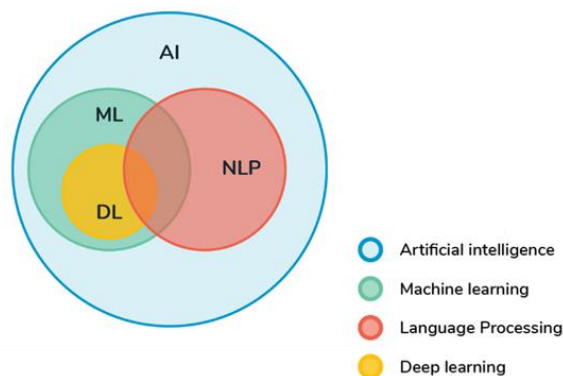 AI
ML
NLP
DL
Artificial intelligence
Machine learning
Language Processing
Deep learning